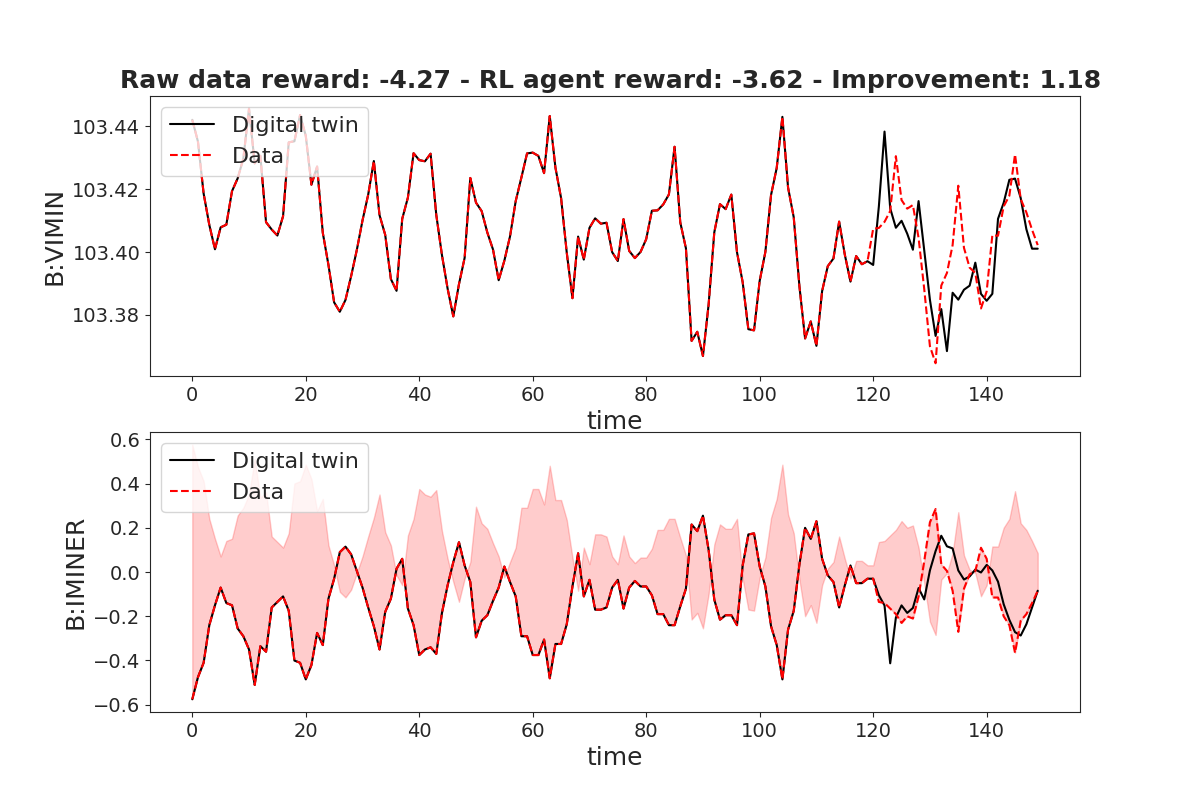 Raw data reward: -4.27 - RL agent reward: -3.62 - Improvement: 1.18
Digital twin
Data
B:VIMIN
103.44
103.42
103.40
103.38
0 20 40 60 80 100 120 140
time
Digital twin
Data
B:IMINER
0.6
0.4
0.2
0.0
−0.2
−0.4
−0.6
0 20 40 60 80 100 120 140
time